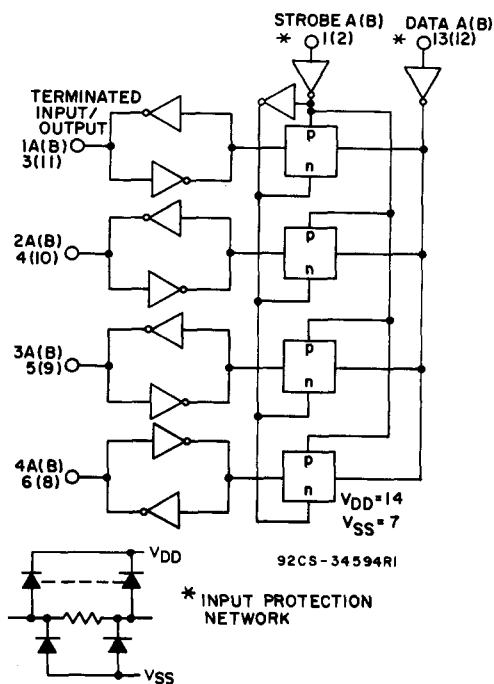 STROBE A(B)
* 1(2)
DATA A(B)
* 13(12)
TERMINATED
INPUT/
OUTPUT
1A(B)
3(11)
p
n
2A(B)
4(10)
p
n
3A(B)
5(9)
p
n
4A(B)
6(8)
p
n
VDD=14
VSS=7
92CS-34594R1
VDD
* INPUT PROTECTION
NETWORK
VSS